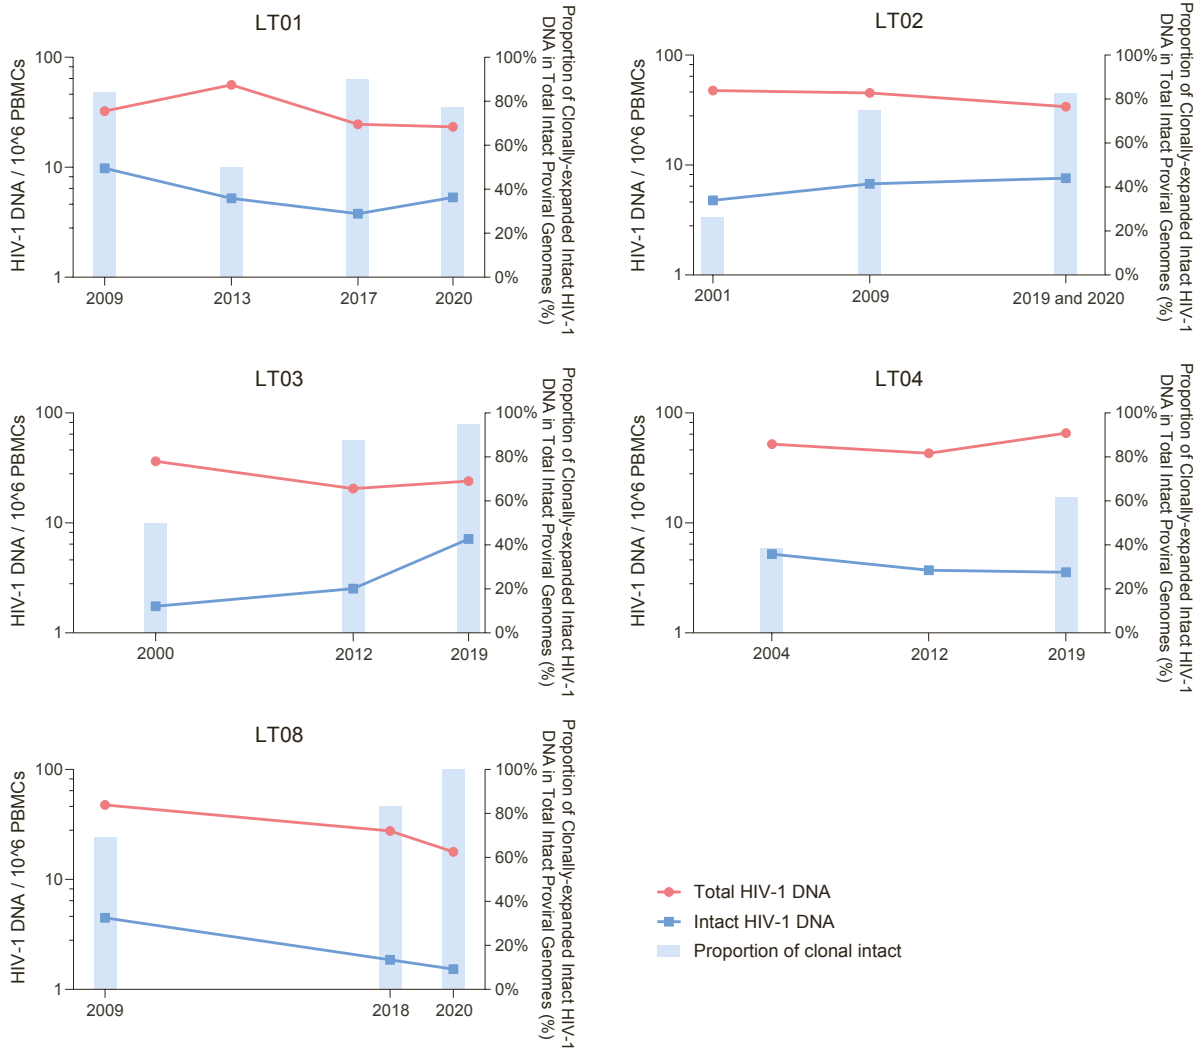 LT01
HIV-1 DNA / 10^6 PBMCs
100
10
1
100%
80%
60%
40%
20%
0%
Proportion of Clonally-expanded Intact HIV-1
DNA in Total Intact Proviral Genomes (%)
2009
2013
2017
2020
LT02
HIV-1 DNA / 10^6 PBMCs
100
10
1
100%
80%
60%
40%
20%
0%
Proportion of Clonally-expanded Intact HIV-1
DNA in Total Intact Proviral Genomes (%)
2001
2009
2019 and 2020
LT03
HIV-1 DNA / 10^6 PBMCs
100
10
1
100%
80%
60%
40%
20%
0%
Proportion of Clonally-expanded Intact HIV-1
DNA in Total Intact Proviral Genomes (%)
2000
2012
2019
LT04
HIV-1 DNA / 10^6 PBMCs
100
10
1
100%
80%
60%
40%
20%
0%
Proportion of Clonally-expanded Intact HIV-1
DNA in Total Intact Proviral Genomes (%)
2004
2012
2019
LT08
HIV-1 DNA / 10^6 PBMCs
100
10
1
100%
80%
60%
40%
20%
0%
Proportion of Clonally-expanded Intact HIV-1
DNA in Total Intact Proviral Genomes (%)
2009
2018
2020
Total HIV-1 DNA
Intact HIV-1 DNA
Proportion of clonal intact